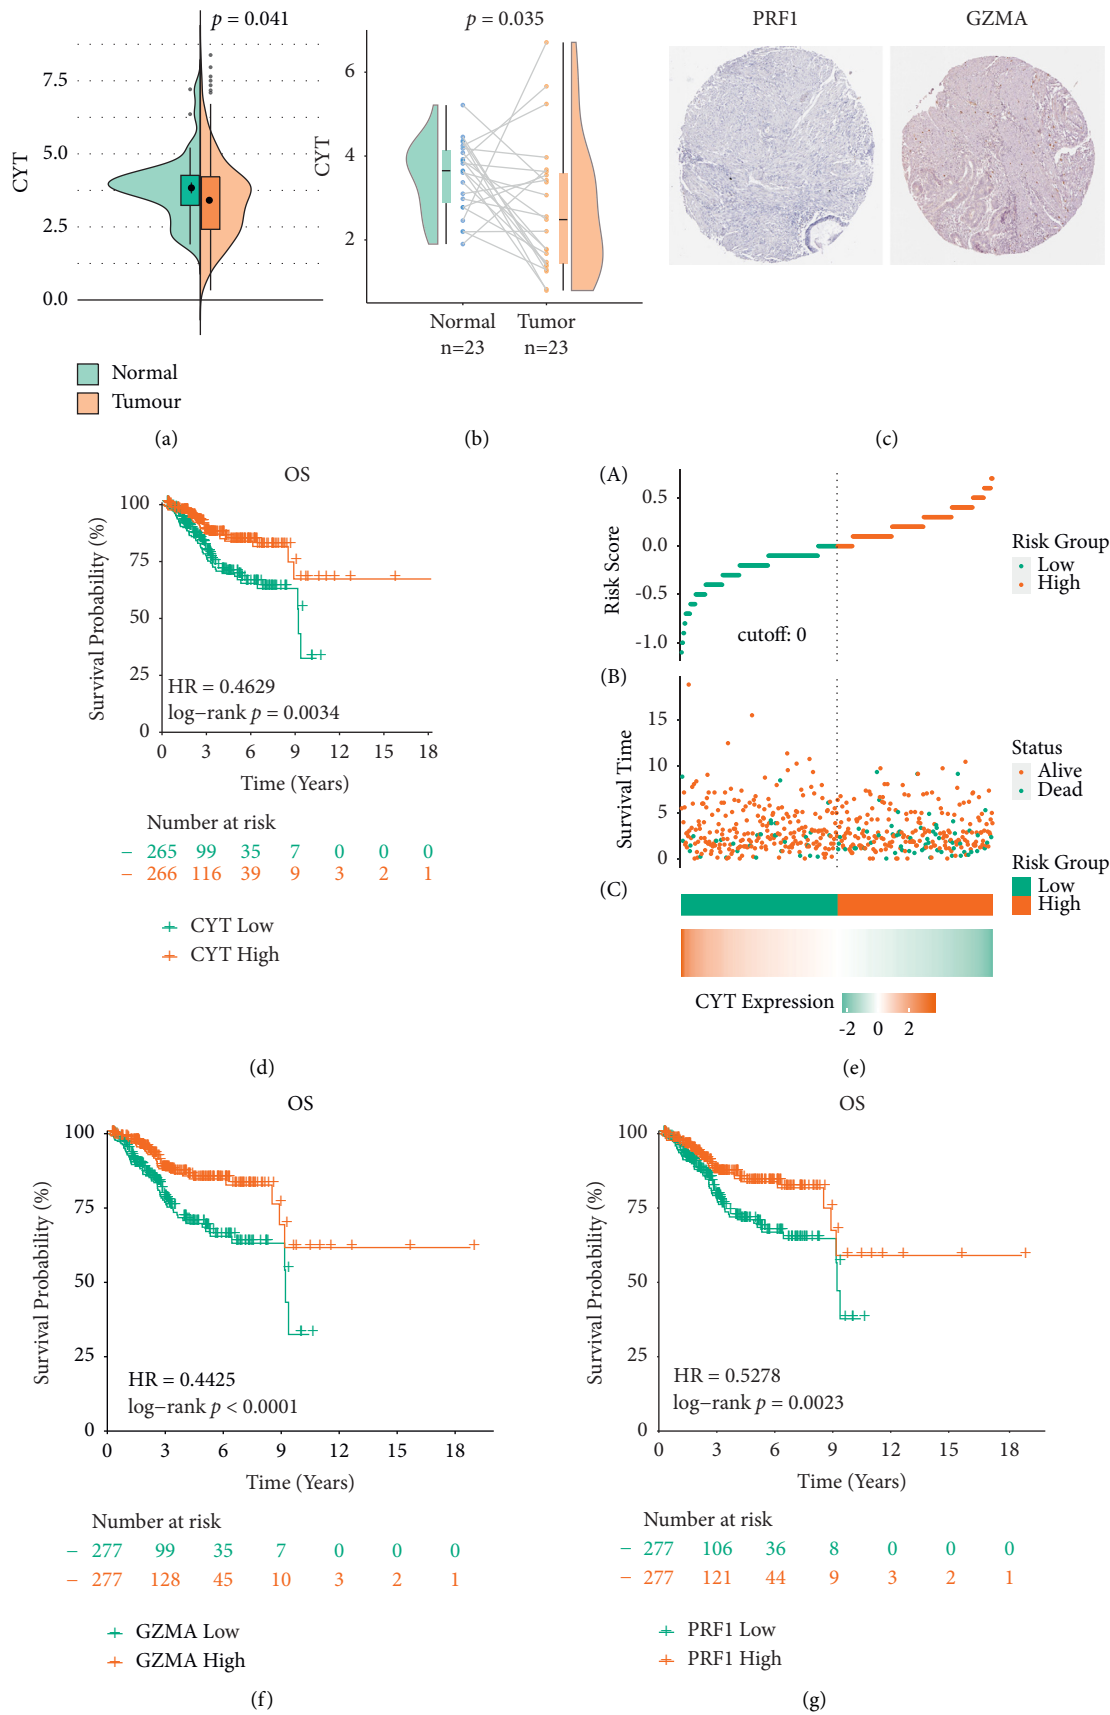 p = 0.041
7.5
5.0
2.5
0.0
CYT
Normal
Tumour
(a)
p = 0.035
6
4
2
CYT
Normal Tumor
n=23 n=23
(b)
PRF1 GZMA
(c)
OS
100
75
50
25
0
Survival Probability (%)
HR = 0.4629
log−rank p = 0.0034
0 3 6 9 12 15 18
Time (Years)
Number at risk
− 265 99 35 7 0 0 0
− 266 116 39 9 3 2 1
CYT Low
CYT High
(d)
(A)
0.5
0.0
-0.5
-1.0
Risk Score
cutoff: 0
Risk Group
Low
High
(B)
15
10
5
0
Survival Time
Status
Alive
Dead
(C)
Risk Group
Low
High
CYT Expression
-2 0 2
(e)
OS
100
75
50
25
0
Survival Probability (%)
HR = 0.4425
log−rank p < 0.0001
0 3 6 9 12 15 18
Time (Years)
Number at risk
− 277 99 35 7 0 0 0
− 277 128 45 10 3 2 1
GZMA Low
GZMA High
(f)
OS
100
75
50
25
0
Survival Probability (%)
HR = 0.5278
log−rank p = 0.0023
0 3 6 9 12 15 18
Time (Years)
Number at risk
− 277 106 36 8 0 0 0
− 277 121 44 9 3 2 1
PRF1 Low
PRF1 High
(g)